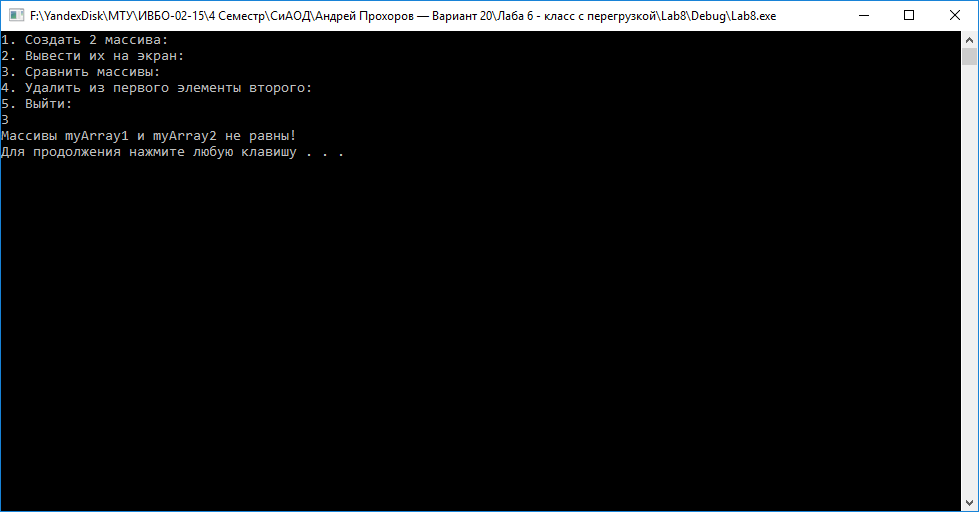 F:\YandexDisk\МТУ\ИВБО-02-15\4 Семестр\СиАОД\Андрей Прохоров — Вариант 20\Лаба 6 - класс с перегрузкой\Lab8\Debug\Lab8.exe
1. Создать 2 массива:
2. Вывести их на экран:
3. Сравнить массивы:
4. Удалить из первого элементы второго:
5. Выйти:
3
Массивы myArray1 и myArray2 не равны!
Для продолжения нажмите любую клавишу . . .